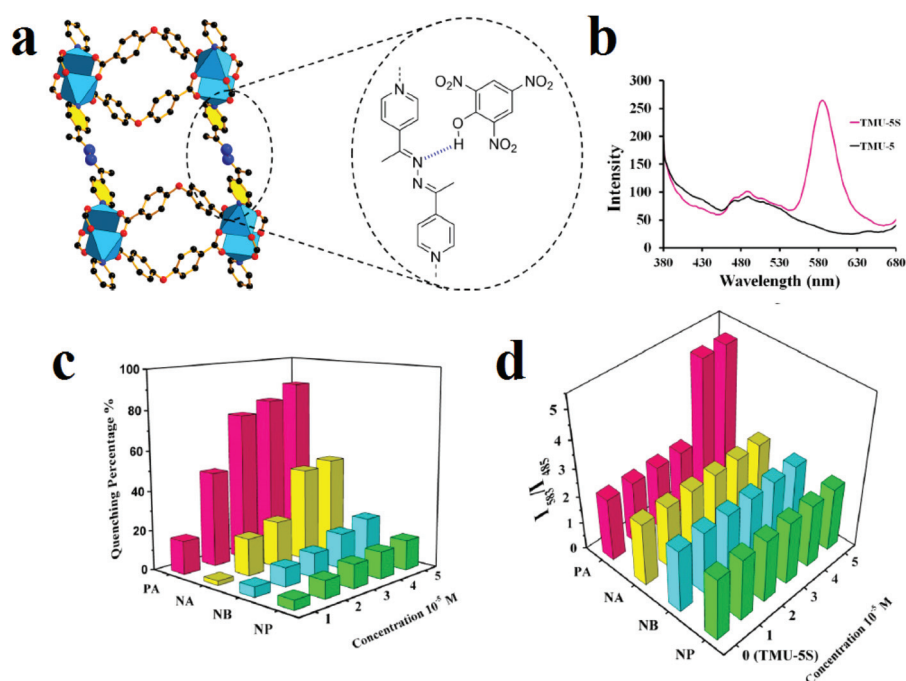 a
N
NO₂
NO₂
O
H
NO₂
N
N
N
b
300
250
200
150
100
50
0
Intensity
TMU-5S
TMU-5
380 430 480 530 580 630 680
Wavelength (nm)
c
100
80
60
40
20
0
Quenching Percentage %
PA
NA
NB
NP
1
2
3
4
5
Concentration 10⁻⁵ M
d
5
4
3
2
1
0
I₅₈₅/I₄₈₅
PA
NA
NB
NP
0 (TMU-5S)
1
2
3
4
5
Concentration 10⁻⁵ M